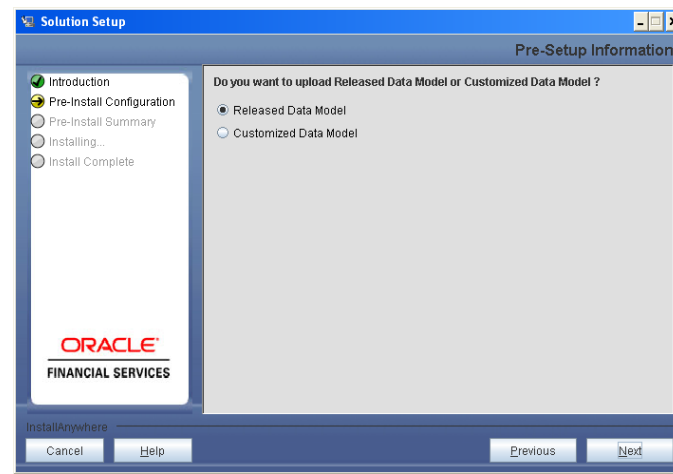 Solution Setup
Pre-Setup Information
Introduction
Pre-Install Configuration
Pre-Install Summary
Installing...
Install Complete
ORACLE
FINANCIAL SERVICES
Do you want to upload Released Data Model or Customized Data Model ?
Released Data Model
Customized Data Model
InstallAnywhere
Cancel
Help
Previous
Next